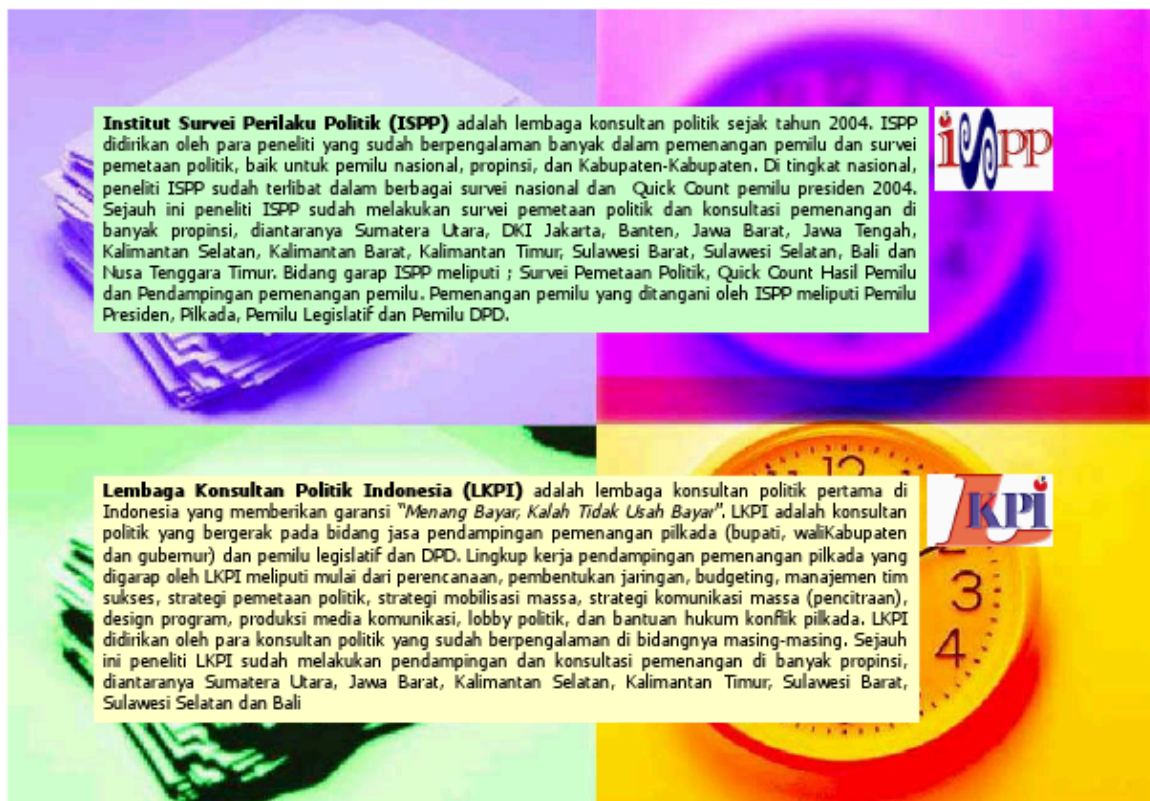 Institut Survei Perilaku Politik (ISPP) adalah lembaga konsultan politik sejak tahun 2004. ISPP
didirikan oleh para peneliti yang sudah berpengalaman banyak dalam pemenangan pemilu dan survei
pemetaan politik, baik untuk pemilu nasional, propinsi, dan Kabupaten-Kabupaten. Di tingkat nasional,
peneliti ISPP sudah terlibat dalam berbagai survei nasional dan Quick Count pemilu presiden 2004.
Sejauh ini peneliti ISPP sudah melakukan survei pemetaan politik dan konsultasi pemenangan di
banyak propinsi, diantaranya Sumatera Utara, DKI Jakarta, Banten, Jawa Barat, Jawa Tengah,
Kalimantan Selatan, Kalimantan Barat, Kalimantan Timur, Sulawesi Barat, Sulawesi Selatan, Bali dan
Nusa Tenggara Timur. Bidang garap ISPP meliputi ; Survei Pemetaan Politik, Quick Count Hasil Pemilu
dan Pendampingan pemenangan pemilu. Pemenangan pemilu yang ditangani oleh ISPP meliputi Pemilu
Presiden, Pilkada, Pemilu Legislatif dan Pemilu DPD.
iSPP
Lembaga Konsultan Politik Indonesia (LKPI) adalah lembaga konsultan politik pertama di
Indonesia yang memberikan garansi "Menang Bayar, Kalah Tidak Usah Bayar". LKPI adalah konsultan
politik yang bergerak pada bidang jasa pendampingan pemenangan pilkada (bupati, waliKabupaten
dan gubernur) dan pemilu legislatif dan DPD. Lingkup kerja pendampingan pemenangan pilkada yang
digarap oleh LKPI meliputi mulai dari perencanaan, pembentukan jaringan, budgeting, manajemen tim
sukses, strategi pemetaan politik, strategi mobilisasi massa, strategi komunikasi massa (pencitraan),
design program, produksi media komunikasi, lobby politik, dan bantuan hukum konflik pilkada. LKPI
didirikan oleh para konsultan politik yang sudah berpengalaman di bidangnya masing-masing. Sejauh
ini peneliti LKPI sudah melakukan pendampingan dan konsultasi pemenangan di banyak propinsi,
diantaranya Sumatera Utara, Jawa Barat, Kalimantan Selatan, Kalimantan Timur, Sulawesi Barat,
Sulawesi Selatan dan Bali
LKPI
12
2
3
4